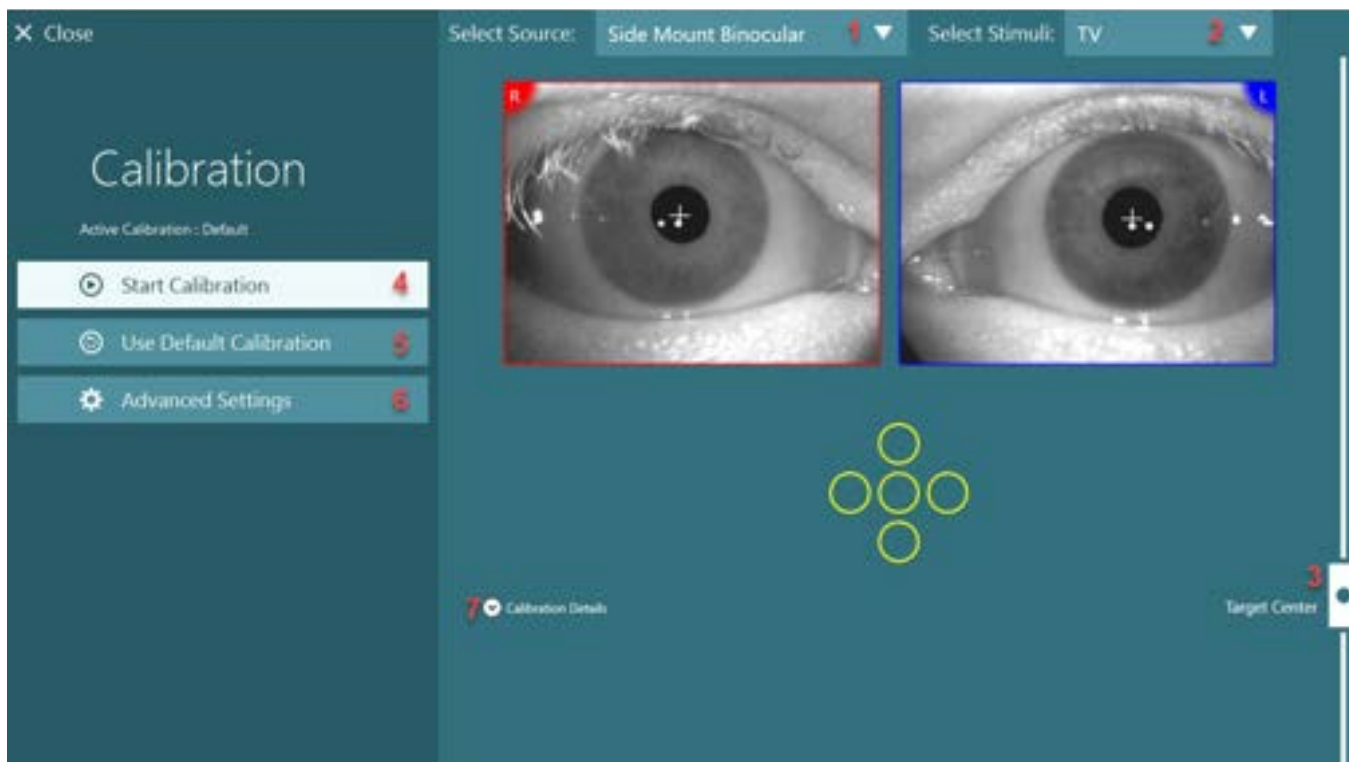 Close
Select Source: Side Mount Binocular 1 Select Stimuli: TV 2
R L
Calibration
Active Calibration : Default
Start Calibration 4
Use Default Calibration 5
Advanced Settings 6
3
7 Calibration Details Target Center